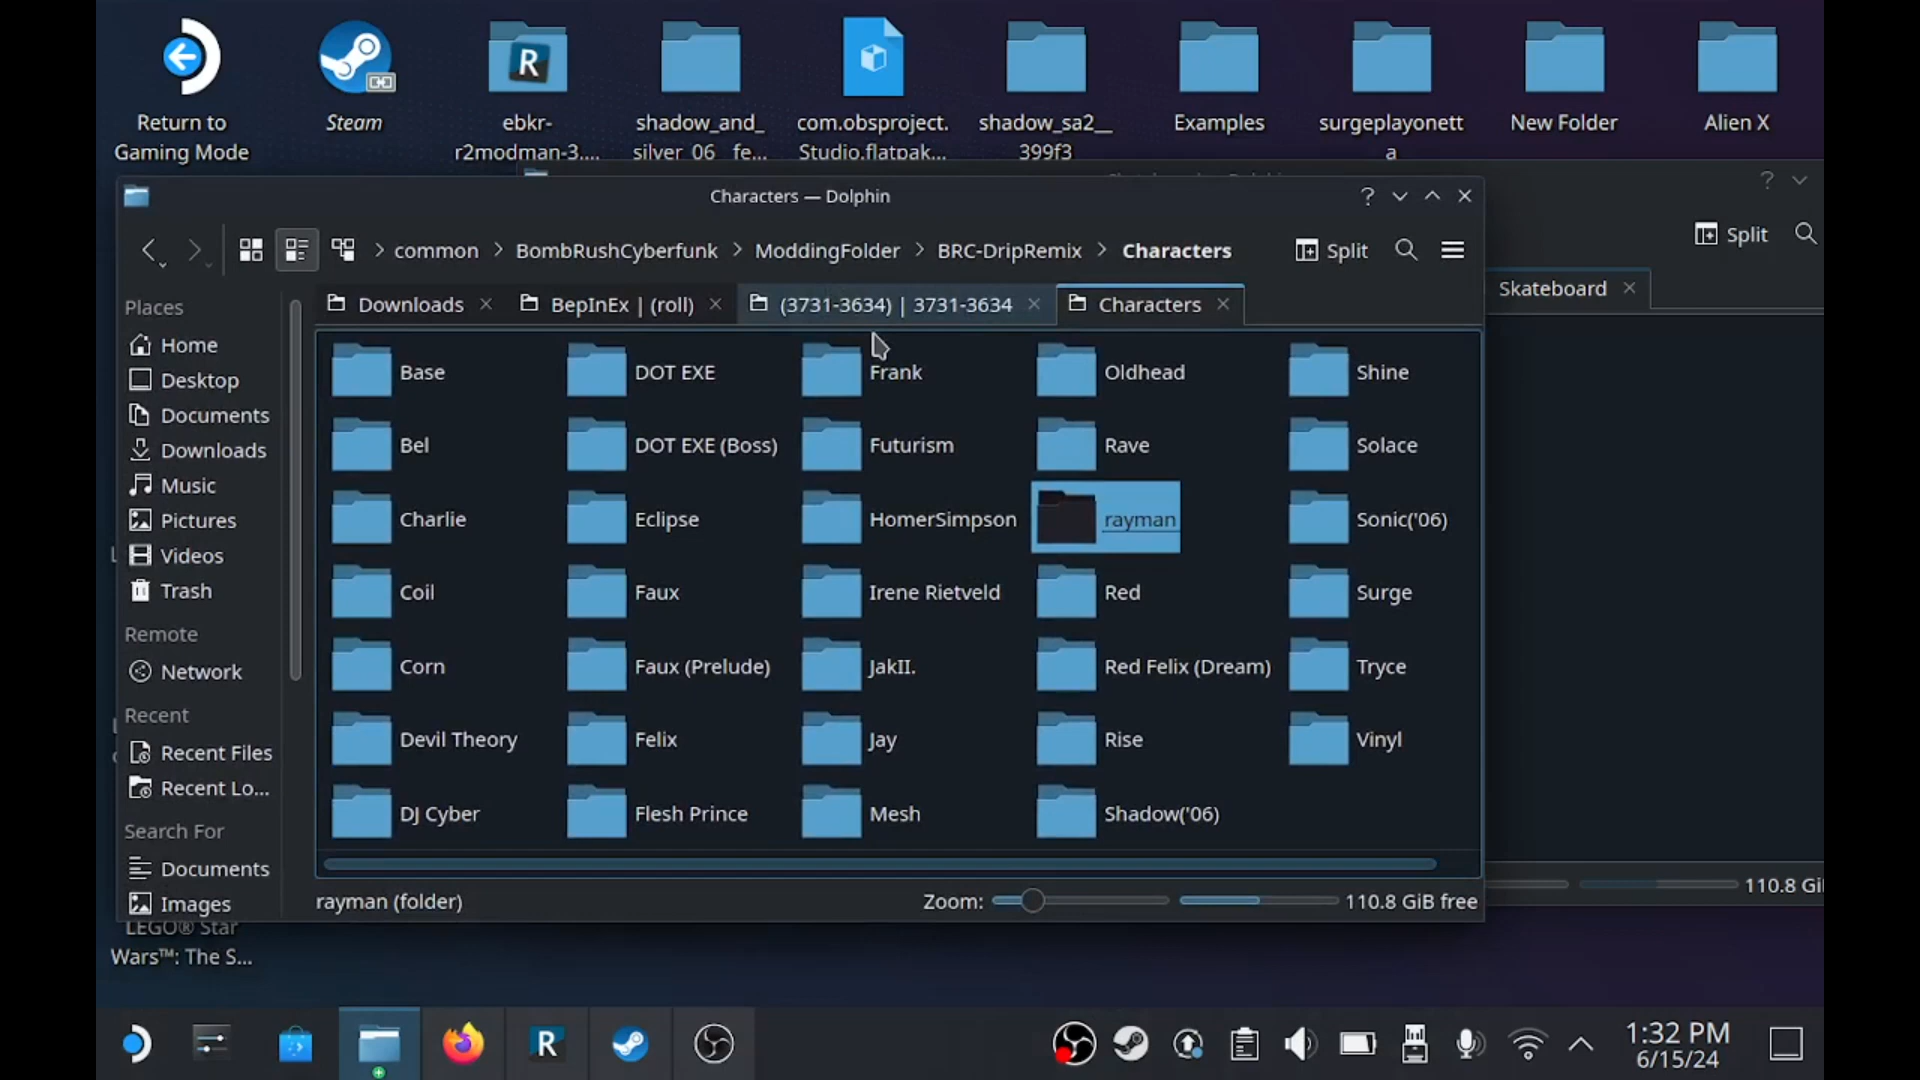 Return to
Gaming Mode
Steam
ebkr-
r2modman-3....
shadow_and_
silver_06__fe...
com.obsproject.
Studio.flatpak...
shadow_sa2__
399f3
Examples
surgeplayonett
a
New Folder
Alien X
Characters — Dolphin
common
BombRushCyberfunk
ModdingFolder
BRC-DripRemix
Characters
Split
Split
Downloads
BepInEx | (roll)
(3731-3634) | 3731-3634
Characters
Skateboard
Places
Home
Desktop
Documents
Downloads
Music
Pictures
Videos
Trash
Remote
Network
Recent
Recent Files
Recent Lo...
Search For
Documents
Images
Base
DOT EXE
Frank
Oldhead
Shine
Bel
DOT EXE (Boss)
Futurism
Rave
Solace
Charlie
Eclipse
HomerSimpson
rayman
Sonic('06)
Coil
Faux
Irene Rietveld
Red
Surge
Corn
Faux (Prelude)
JakII.
Red Felix (Dream)
Tryce
Devil Theory
Felix
Jay
Rise
Vinyl
DJ Cyber
Flesh Prince
Mesh
Shadow('06)
rayman (folder)
Zoom:
110.8 GiB free
110.8 Gi
LEGO® Star
Wars™: The S...
1:32 PM
6/15/24